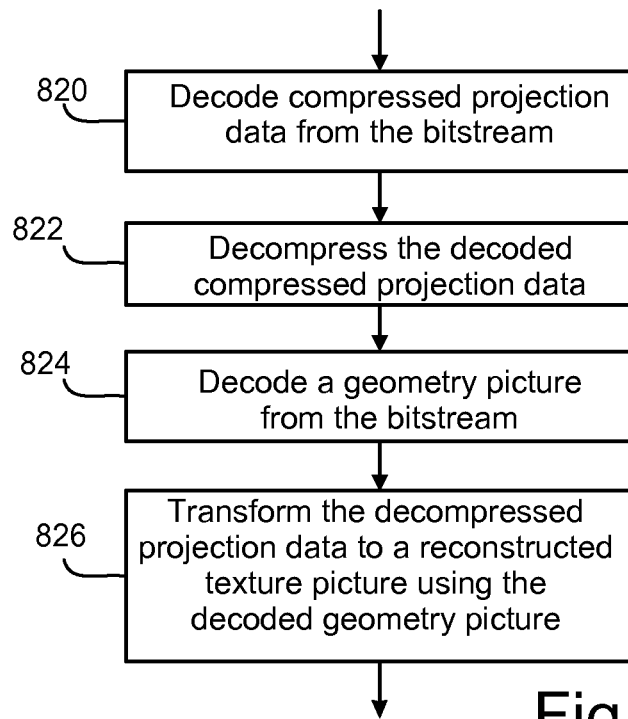 820
Decode compressed projection
data from the bitstream
822
Decompress the decoded
compressed projection data
824
Decode a geometry picture
from the bitstream
826
Transform the decompressed
projection data to a reconstructed
texture picture using the
decoded geometry picture
Fig